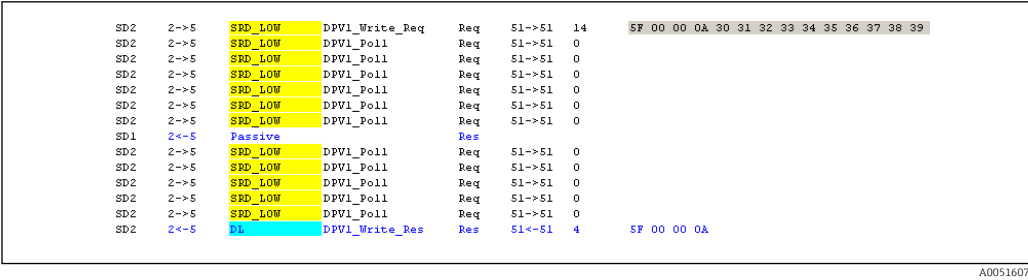 SD2 2->5 SRD_LOW DPV1_Write_Req Req 51->51 14 5F 00 00 0A 30 31 32 33 34 35 36 37 38 39
SD2 2->5 SRD_LOW DPV1_Poll Req 51->51 0
SD2 2->5 SRD_LOW DPV1_Poll Req 51->51 0
SD2 2->5 SRD_LOW DPV1_Poll Req 51->51 0
SD2 2->5 SRD_LOW DPV1_Poll Req 51->51 0
SD2 2->5 SRD_LOW DPV1_Poll Req 51->51 0
SD2 2->5 SRD_LOW DPV1_Poll Req 51->51 0
SD1 2<-5 Passive Res
SD2 2->5 SRD_LOW DPV1_Poll Req 51->51 0
SD2 2->5 SRD_LOW DPV1_Poll Req 51->51 0
SD2 2->5 SRD_LOW DPV1_Poll Req 51->51 0
SD2 2->5 SRD_LOW DPV1_Poll Req 51->51 0
SD2 2->5 SRD_LOW DPV1_Poll Req 51->51 0
SD2 2<-5 DL DPV1_Write_Res Res 51<-51 4 5F 00 00 0A
A0051607